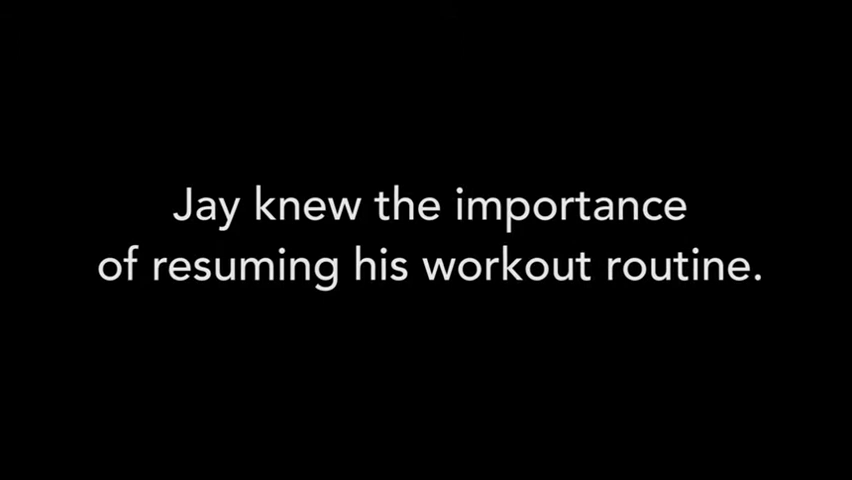 Jay knew the importance
of resuming his workout routine.